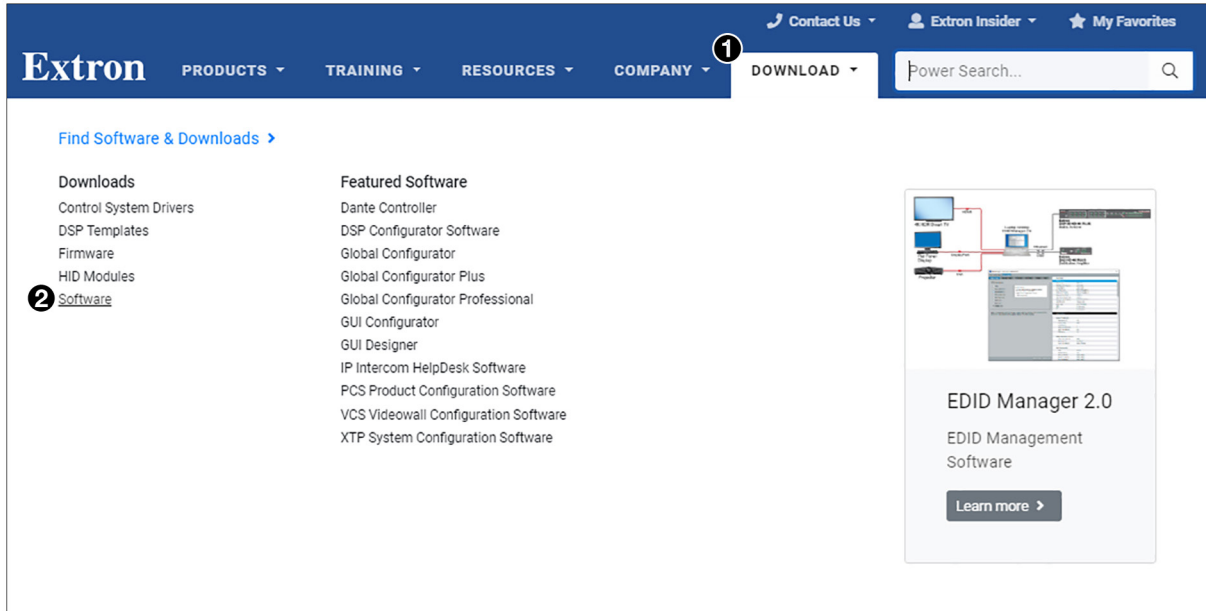 Contact Us
Extron Insider
My Favorites
1
Extron
PRODUCTS
TRAINING
RESOURCES
COMPANY
DOWNLOAD
Power Search...
Find Software & Downloads >
Downloads
Control System Drivers
DSP Templates
Firmware
HID Modules
2 Software
Featured Software
Dante Controller
DSP Configurator Software
Global Configurator
Global Configurator Plus
Global Configurator Professional
GUI Configurator
GUI Designer
IP Intercom HelpDesk Software
PCS Product Configuration Software
VCS Videowall Configuration Software
XTP System Configuration Software
Projector
EDID Manager 2.0
EDID Management
Software
Learn more >